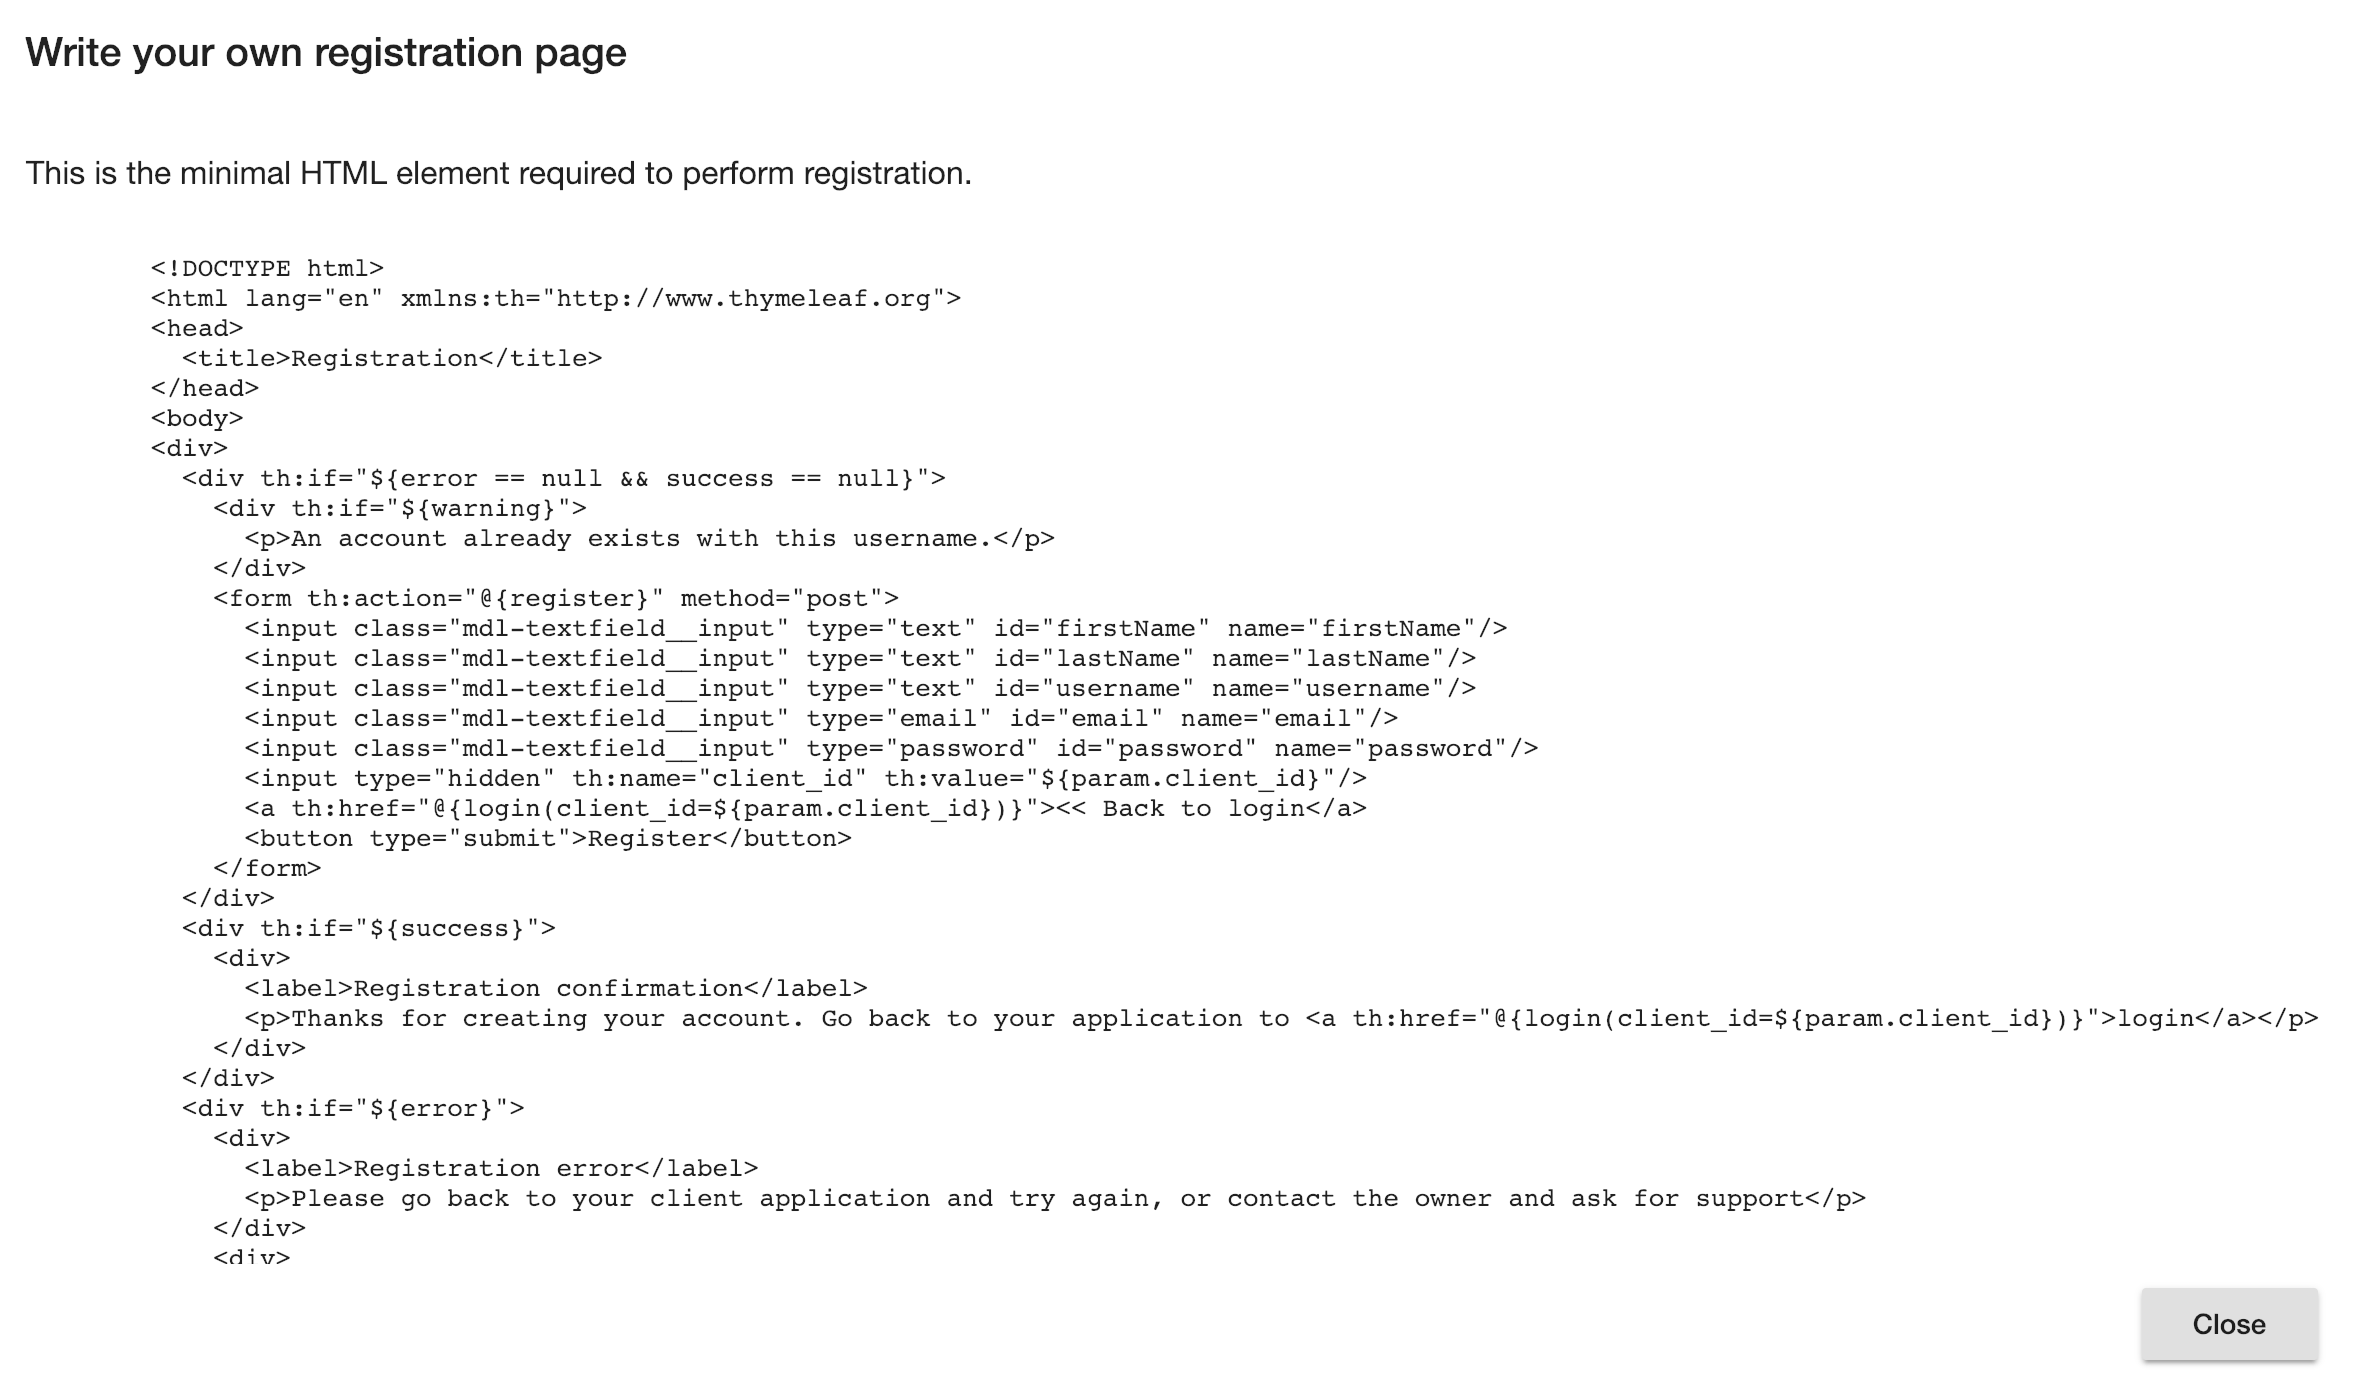 Write your own registration page
This is the minimal HTML element required to perform registration.
<!DOCTYPE html>
<html lang="en" xmlns:th="http://www.thymeleaf.org">
<head>
  <title>Registration</title>
</head>
<body>
<div>
  <div th:if="${error == null && success == null}">
    <div th:if="${warning}">
      <p>An account already exists with this username.</p>
    </div>
    <form th:action="@{register}" method="post">
      <input class="mdl-textfield__input" type="text" id="firstName" name="firstName"/>
      <input class="mdl-textfield__input" type="text" id="lastName" name="lastName"/>
      <input class="mdl-textfield__input" type="text" id="username" name="username"/>
      <input class="mdl-textfield__input" type="email" id="email" name="email"/>
      <input class="mdl-textfield__input" type="password" id="password" name="password"/>
      <input type="hidden" th:name="client_id" th:value="${param.client_id}"/>
      <a th:href="@{login(client_id=${param.client_id})}"><< Back to login</a>
      <button type="submit">Register</button>
    </form>
  </div>
  <div th:if="${success}">
    <div>
      <label>Registration confirmation</label>
      <p>Thanks for creating your account. Go back to your application to <a th:href="@{login(client_id=${param.client_id})}">login</a></p>
    </div>
  </div>
  <div th:if="${error}">
    <div>
      <label>Registration error</label>
      <p>Please go back to your client application and try again, or contact the owner and ask for support</p>
    </div>
    <div>
Close